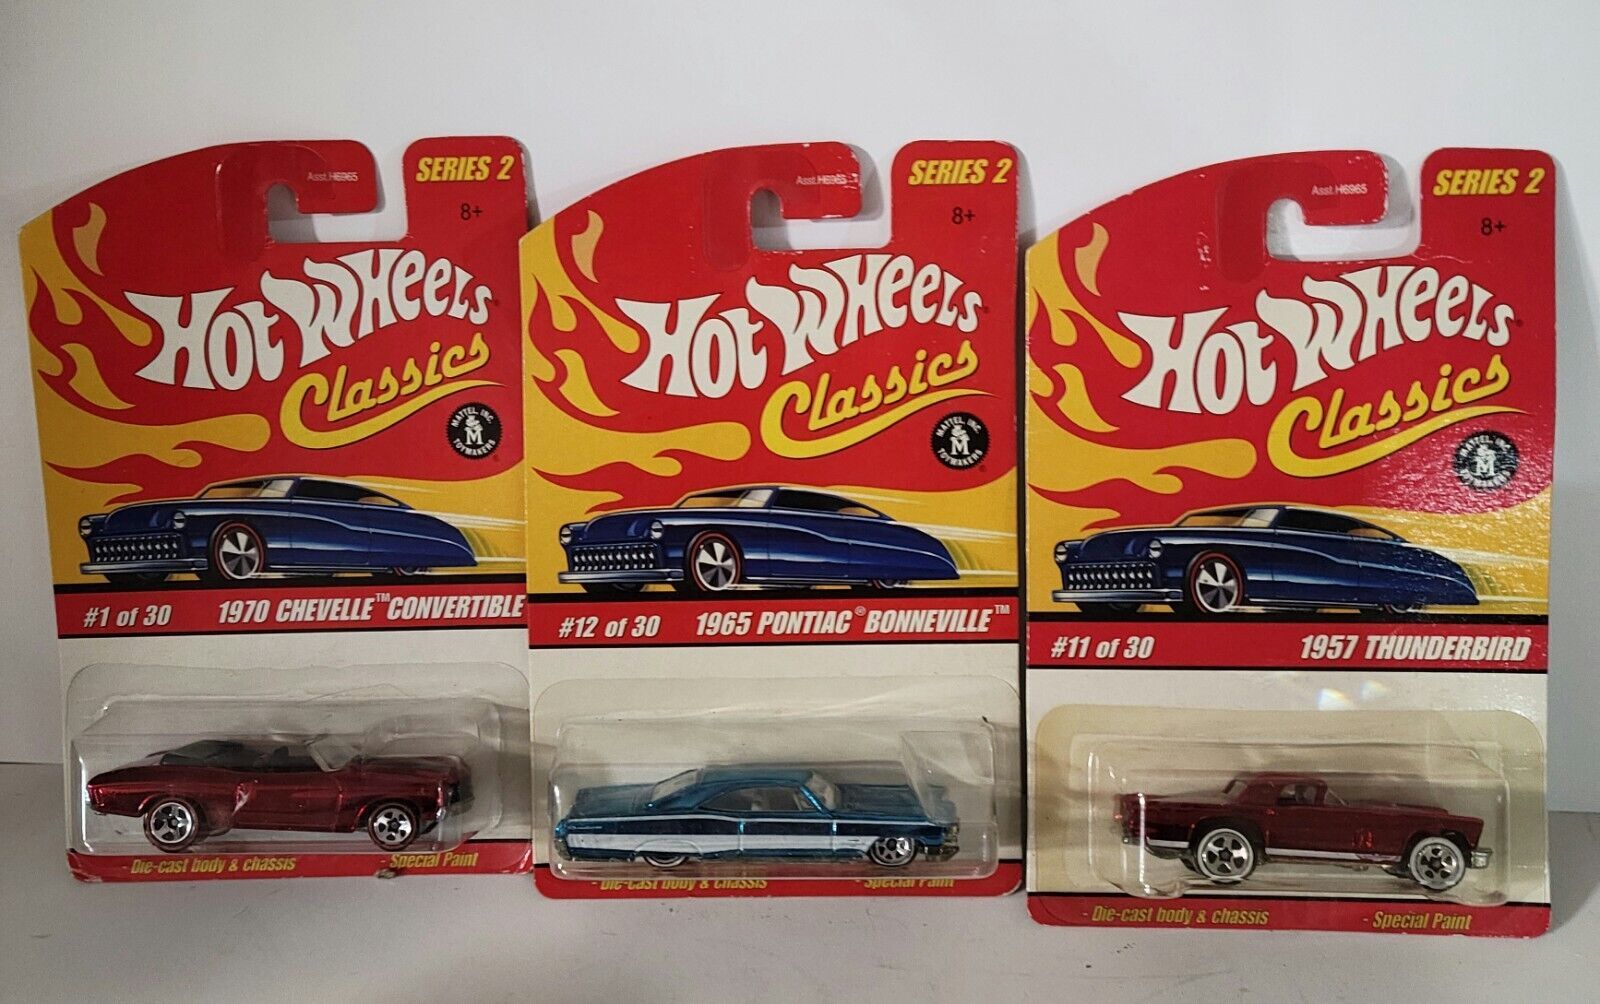 Asst.H6965
SERIES 2
8+
HOT WHEELS®
Classics
MATTEL, INC.
M
TOYMAKERS
®
#1 of 30 1970 CHEVELLE™ CONVERTIBLE
- Die-cast body & chassis - Special Paint
Asst.H6965
SERIES 2
8+
HOT WHEELS®
Classics
MATTEL, INC.
M
TOYMAKERS
®
#12 of 30 1965 PONTIAC® BONNEVILLE™
- Die-cast body & chassis - Special Paint
Asst.H6965
SERIES 2
8+
HOT WHEELS®
Classics
MATTEL, INC.
M
TOYMAKERS
®
#11 of 30 1957 THUNDERBIRD
- Die-cast body & chassis - Special Paint